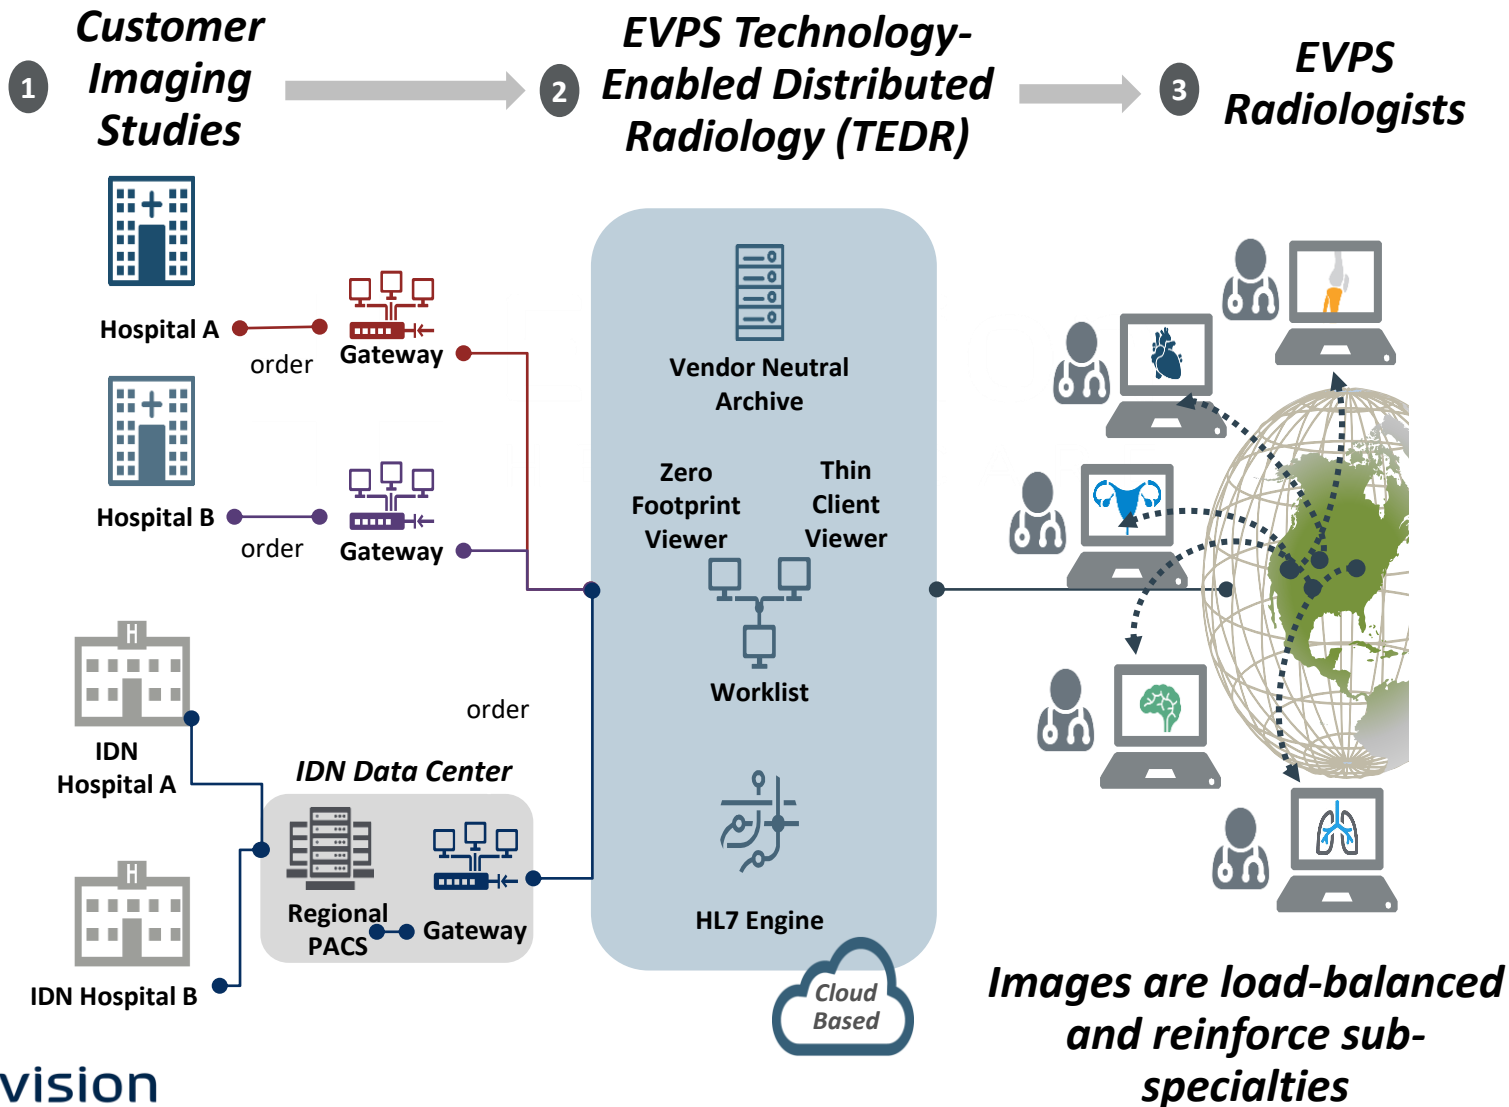 1
Customer
Imaging
Studies
2
EVPS Technology-
Enabled Distributed
Radiology (TEDR)
3
EVPS
Radiologists
Hospital A
order
Gateway
Hospital B
order
Gateway
H
IDN
Hospital A
order
IDN Data Center
H
IDN Hospital B
Regional
PACS
Gateway
Vendor Neutral
Archive
Zero
Footprint
Viewer
Thin
Client
Viewer
Worklist
HL7 Engine
Cloud
Based
Images are load-balanced
and reinforce sub-
specialties
vision